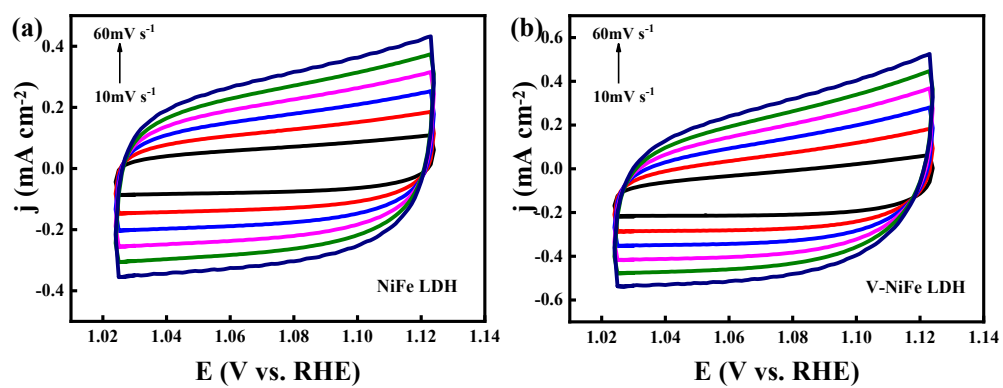 (a)
60mV s⁻¹
10mV s⁻¹
j (mA cm⁻²)
0.4
0.2
0.0
-0.2
-0.4
NiFe LDH
1.02 1.04 1.06 1.08 1.10 1.12 1.14
E (V vs. RHE)
(b)
60mV s⁻¹
10mV s⁻¹
j (mA cm⁻²)
0.6
0.4
0.2
0.0
-0.2
-0.4
-0.6
V-NiFe LDH
1.02 1.04 1.06 1.08 1.10 1.12 1.14
E (V vs. RHE)